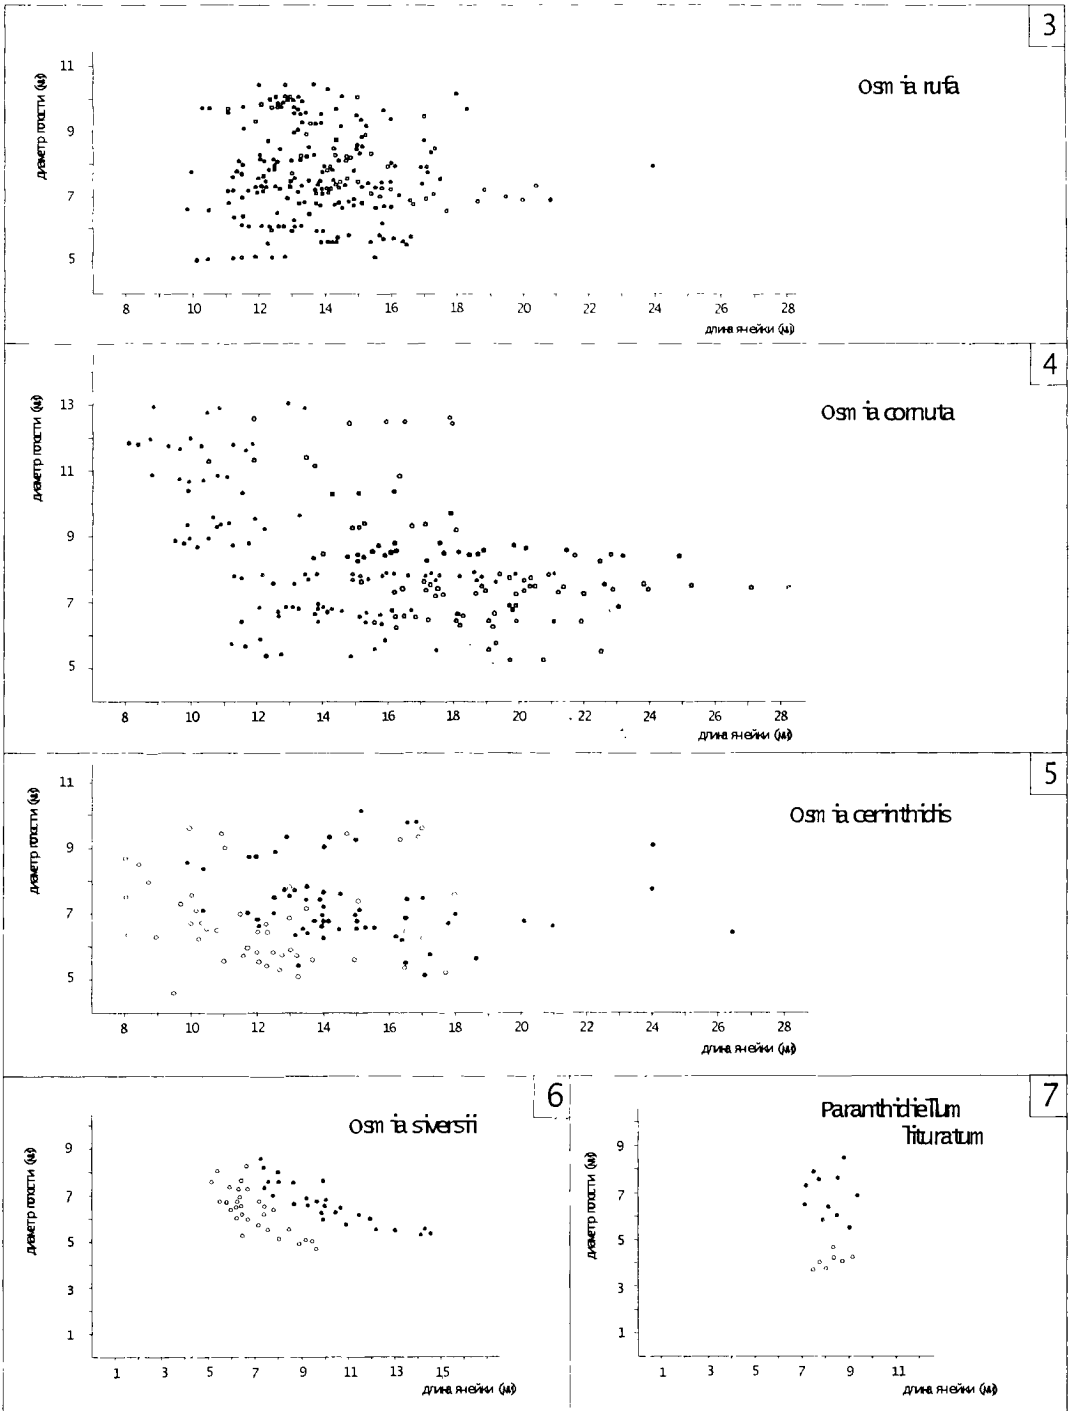 3
Osmia rufa
11
9
7
5
8 10 12 14 16 18 20 22 24 26 28
длина ячейки (мм)
диаметр полости (мм)
4
Osmia cornuta
13
11
9
7
5
8 10 12 14 16 18 20 22 24 26 28
длина ячейки (мм)
диаметр полости (мм)
5
Osmia cerinthidis
11
9
7
5
8 10 12 14 16 18 20 22 24 28
длина ячейки (мм)
диаметр полости (мм)
6
Osmia siversii
9
7
5
3
1
1 3 5 7 9 11 13 15
длина ячейки (мм)
диаметр полости (мм)
7
Paranthidiellum
lituratum
9
7
5
3
1
1 3 5 7 9 11
длина ячейки (мм)
диаметр полости (мм)